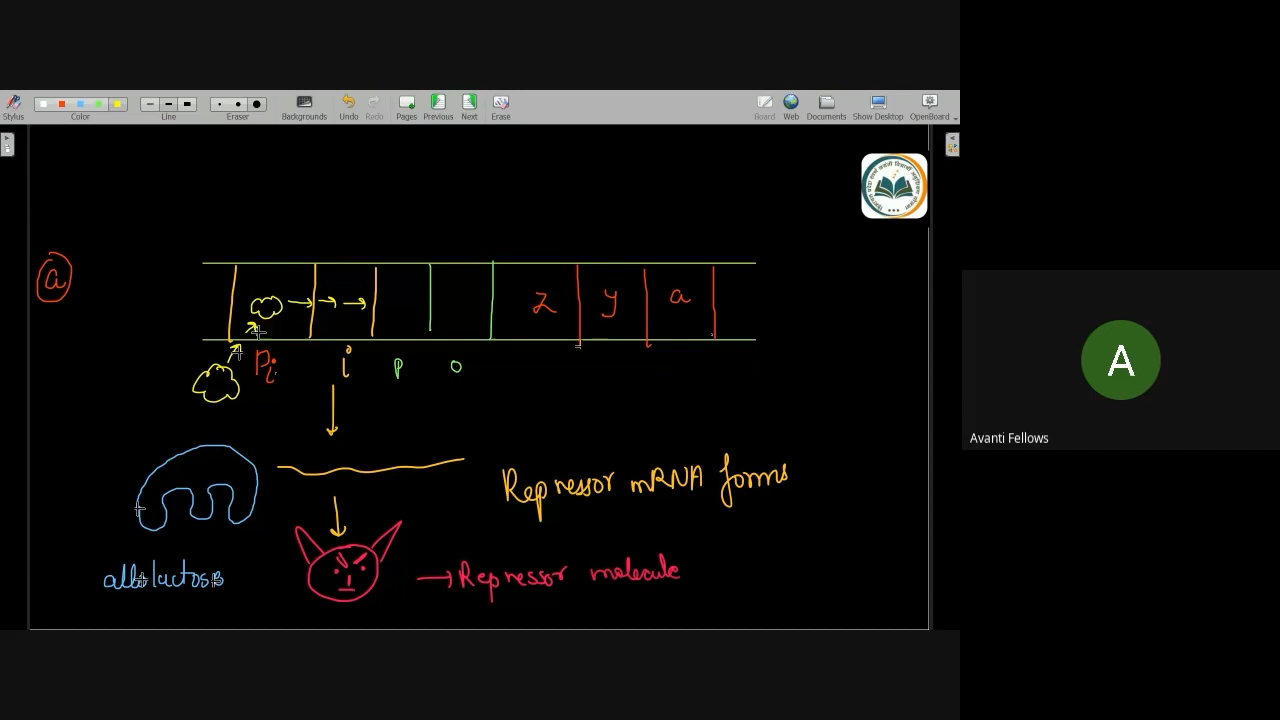 Stylus
Color
Line
Eraser
Backgrounds
Undo
Redo
Pages
Previous
Next
Erase
Board
Web
Documents
Show Desktop
OpenBoard
a
z y a
Pi i p o
Repressor mRNA forms
→ Repressor molecule
A
Avanti Fellows